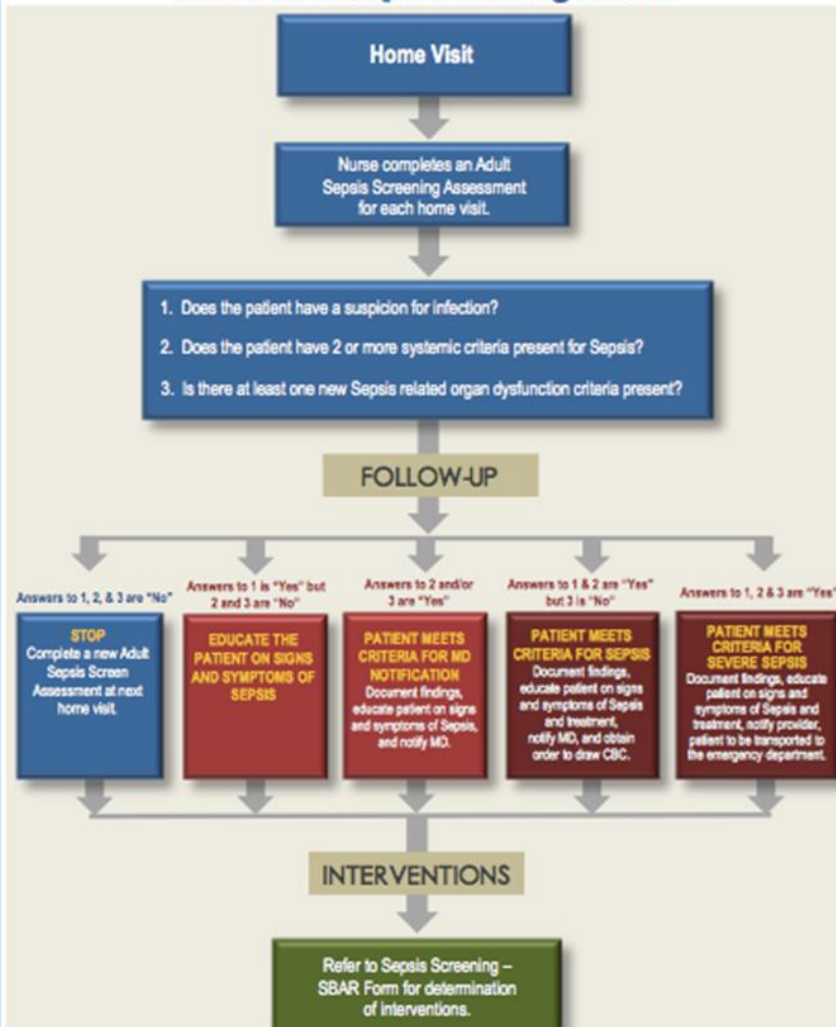 Home Visit
Nurse completes an Adult
Sepsis Screening Assessment
for each home visit.
1. Does the patient have a suspicion for infection?
2. Does the patient have 2 or more systemic criteria present for Sepsis?
3. Is there at least one new Sepsis related organ dysfunction criteria present?
FOLLOW-UP
Answers to 1, 2, & 3 are "No"
STOP
Complete a new Adult
Sepsis Screen
Assessment at next
home visit.
Answers to 1 is "Yes" but
2 and 3 are "No"
EDUCATE THE
PATIENT ON SIGNS
AND SYMPTOMS OF
SEPSIS
Answers to 2 and/or
3 are "Yes"
PATIENT MEETS
CRITERIA FOR MD
NOTIFICATION
Document findings,
educate patient on signs
and symptoms of Sepsis,
and notify MD.
Answers to 1 & 2 are "Yes"
but 3 is "No"
PATIENT MEETS
CRITERIA FOR SEPSIS
Document findings,
educate patient on signs
and symptoms of Sepsis
and treatment,
notify MD, and obtain
order to draw CBC.
Answers to 1, 2 & 3 are "Yes"
PATIENT MEETS
CRITERIA FOR
SEVERE SEPSIS
Document findings, educate
patient on signs and
symptoms of Sepsis and
treatment, notify provider,
patient to be transported to
the emergency department.
INTERVENTIONS
Refer to Sepsis Screening –
SBAR Form for determination
of interventions.